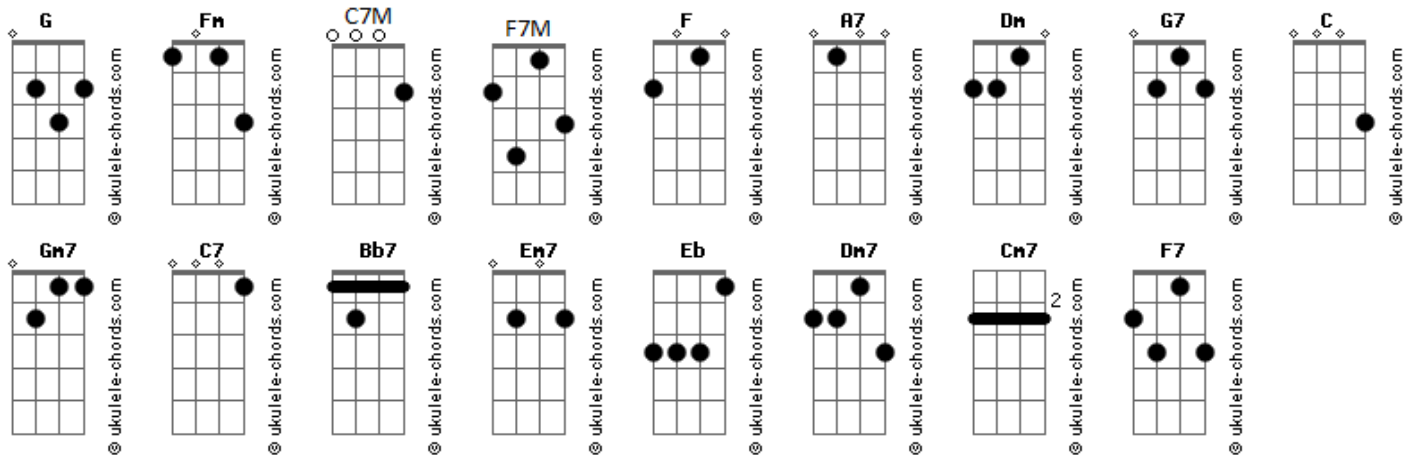 G Fm C7M F7M F A7 Dm G7 C
© ukulele-chords.com © ukulele-chords.com © ukulele-chords.com © ukulele-chords.com © ukulele-chords.com © ukulele-chords.com © ukulele-chords.com © ukulele-chords.com © ukulele-chords.com
Gm7 C7 Bb7 Em7 Eb Dm7 Cm7 F7
2
© ukulele-chords.com © ukulele-chords.com © ukulele-chords.com © ukulele-chords.com © ukulele-chords.com © ukulele-chords.com © ukulele-chords.com © ukulele-chords.com